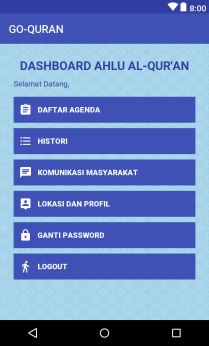 8:00
GO-QURAN
DASHBOARD AHLU AL-QUR'AN
Selamat Datang,
DAFTAR AGENDA
HISTORI
KOMUNIKASI MASYARAKAT
LOKASI DAN PROFIL
GANTI PASSWORD
LOGOUT